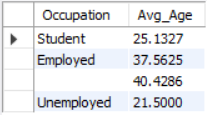 Occupation Avg_Age
Student 25.1327
Employed 37.5625
40.4286
Unemployed 21.5000